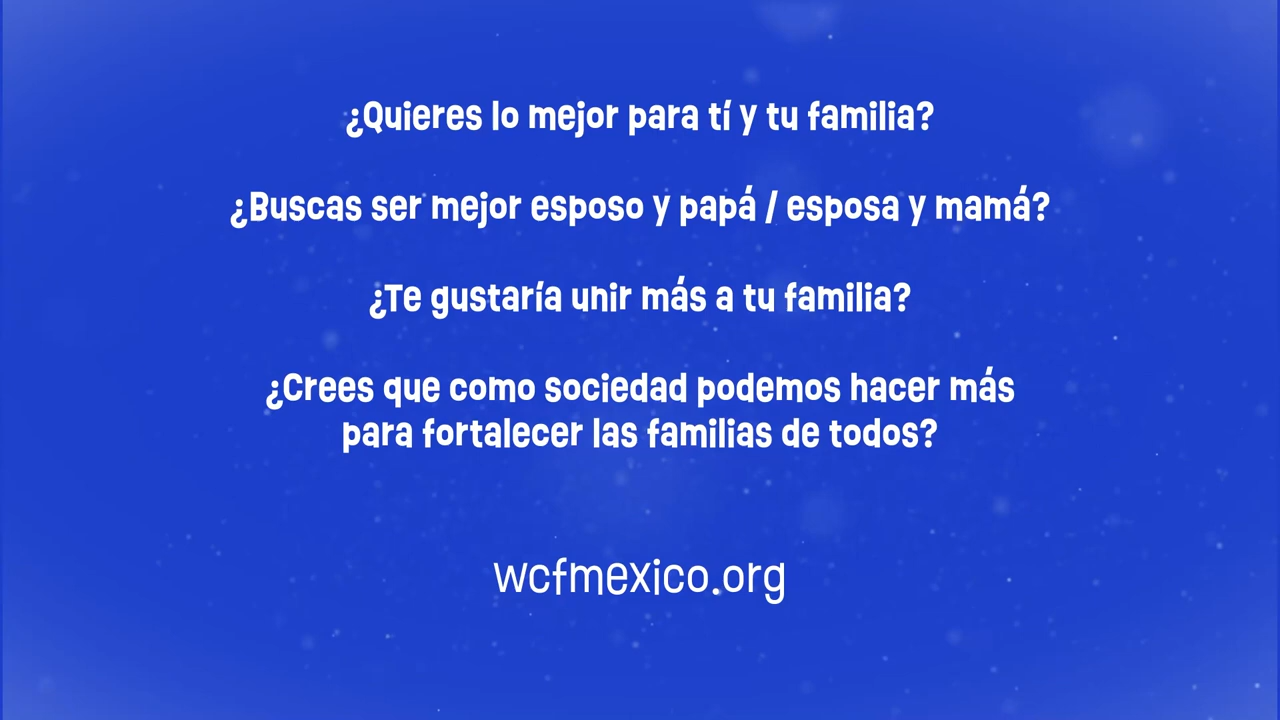 ¿Quieres lo mejor para tí y tu familia?
¿Buscas ser mejor esposo y papá / esposa y mamá?
¿Te gustaría unir más a tu familia?
¿Crees que como sociedad podemos hacer más
para fortalecer las familias de todos?
wcfmexico.org